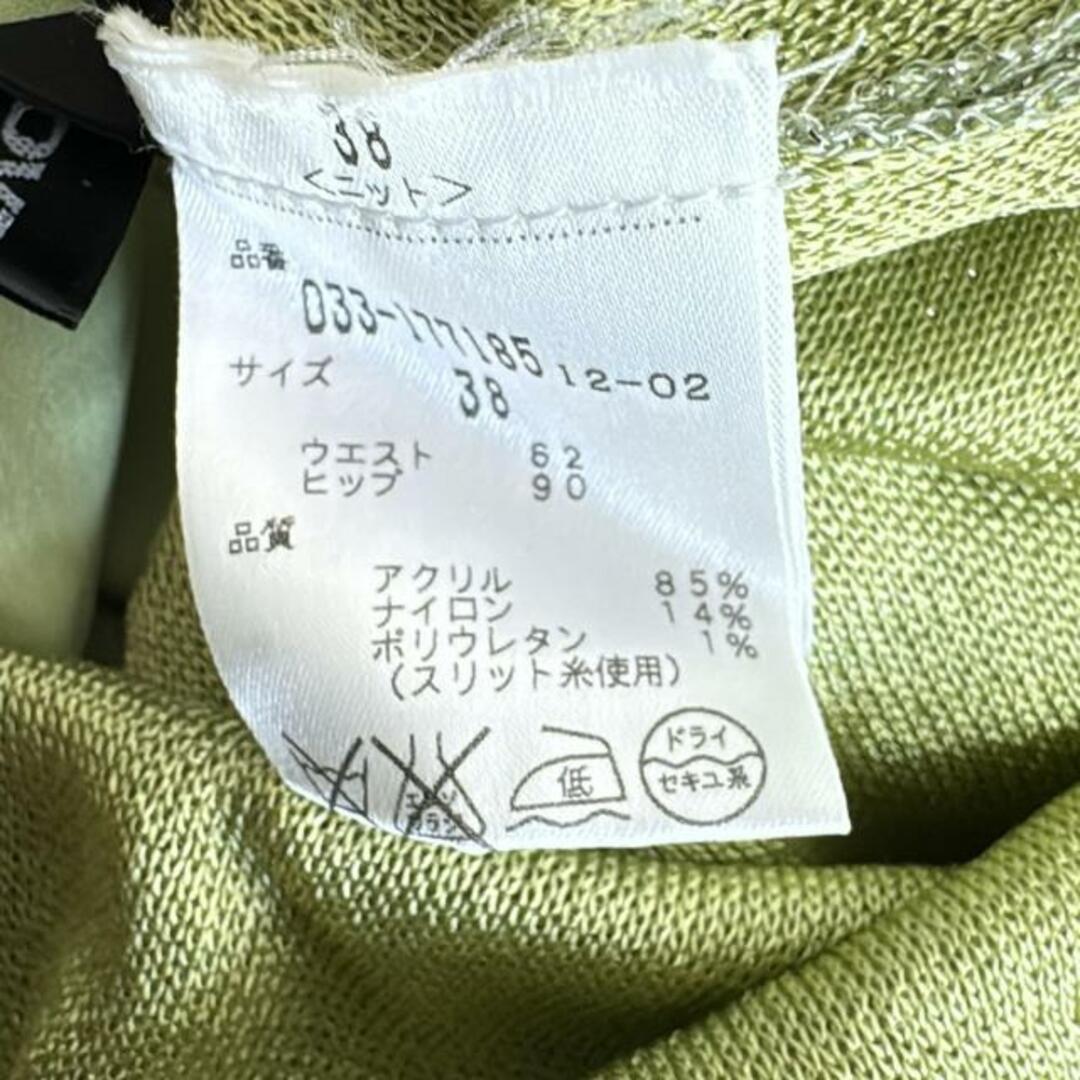 38
<ニット>
品番
033-177185 12-02
サイズ 38
ウエスト 62
ヒップ 90
品質
アクリル 85%
ナイロン 14%
ポリウレタン 1%
(スリット糸使用)
低
ドライ
セキユ系